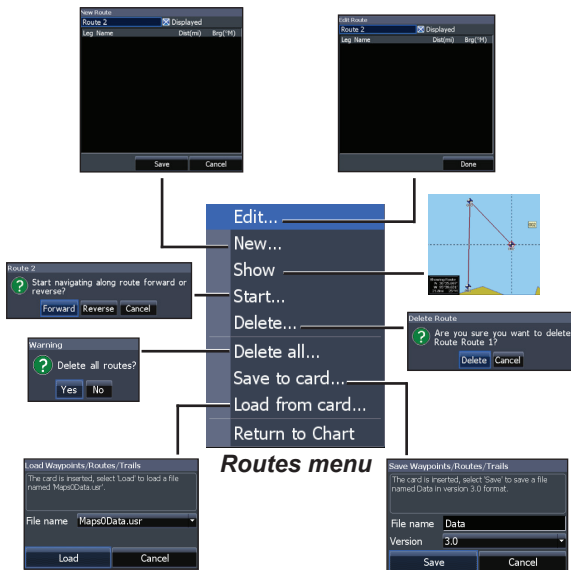 New Route
Route 2 Displayed
Leg Name Dist(mi) Brg(°M)
Save Cancel
Edit Route
Route 2 Displayed
Leg Name Dist(mi) Brg(°M)
Done
Edit...
New...
Show
Start...
Delete...
Delete all...
Save to card...
Load from card...
Return to Chart
Routes menu
Route 2
Start navigating along route forward or
reverse?
Forward Reverse Cancel
Delete Route
Are you sure you want to delete
Route Route 1?
Delete Cancel
Warning
Delete all routes?
Yes No
Load Waypoints/Routes/Trails
The card is inserted, select 'Load' to load a file
named 'Maps0Data.usr'.
File name Maps0Data.usr
Load Cancel
Save Waypoints/Routes/Trails
The card is inserted, select 'Save' to save a file
named Data in version 3.0 format.
File name Data
Version 3.0
Save Cancel